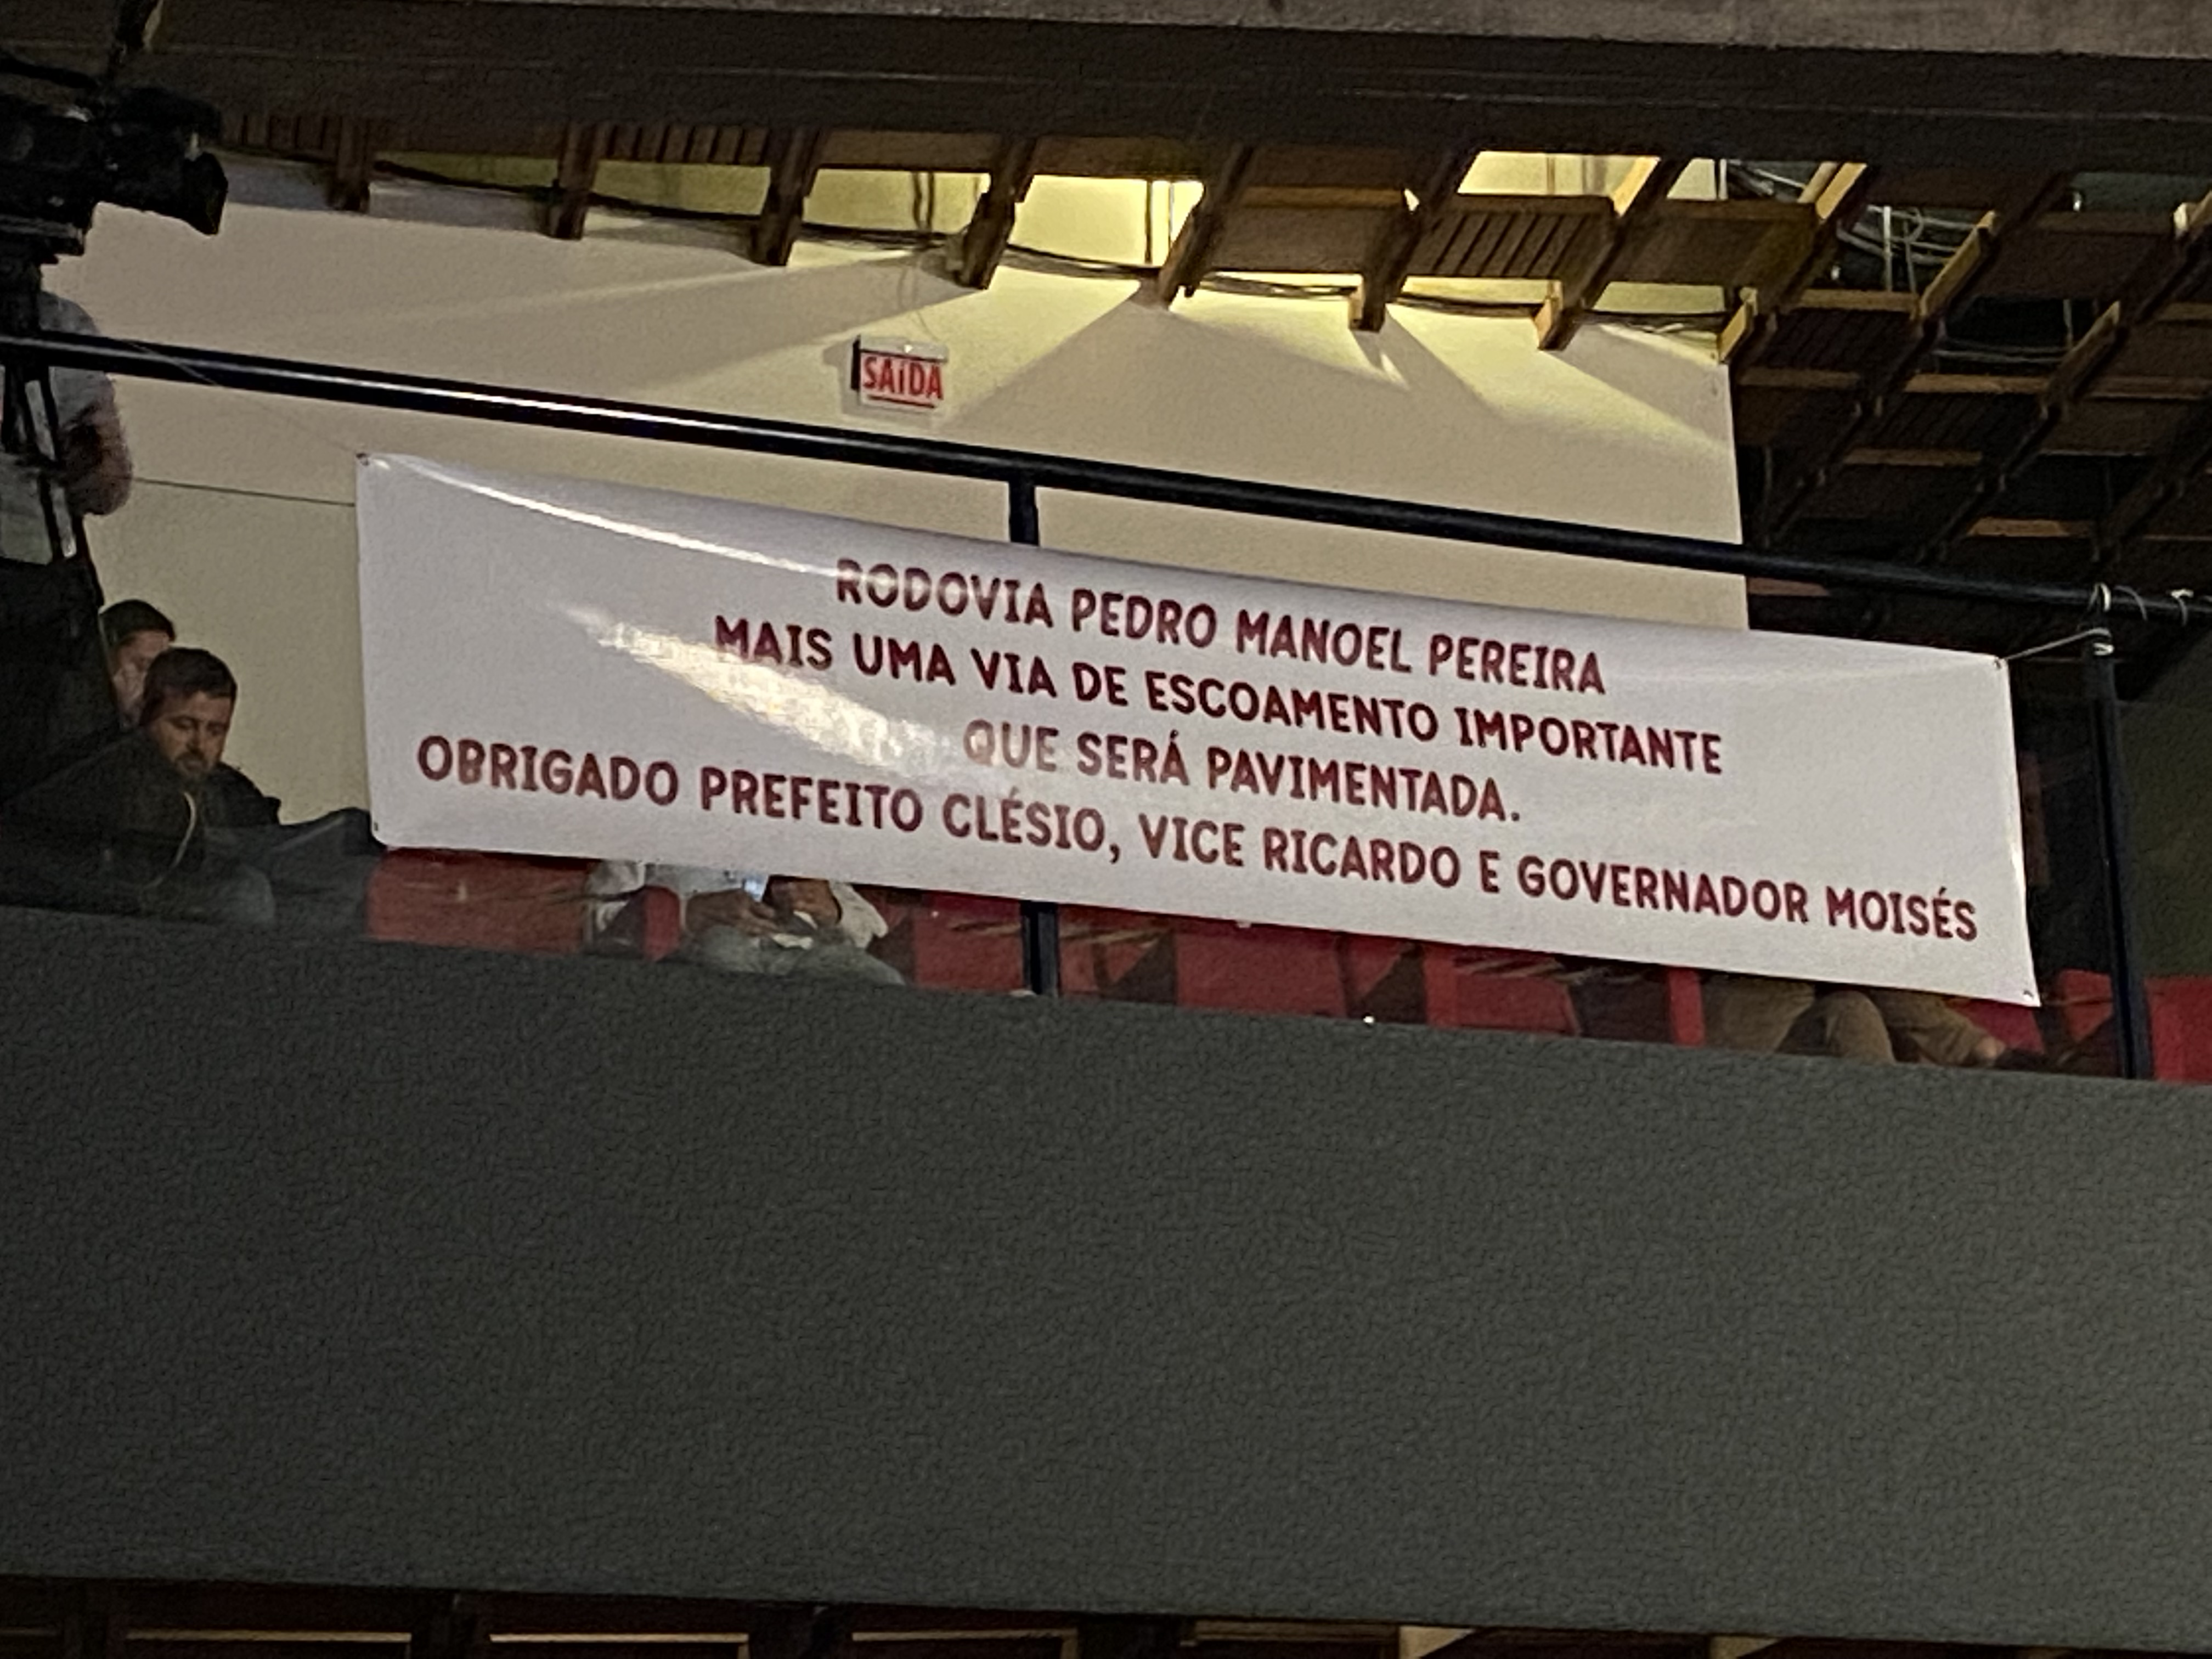 SAÍDA
RODOVIA PEDRO MANOEL PEREIRA
MAIS UMA VIA DE ESCOAMENTO IMPORTANTE
QUE SERÁ PAVIMENTADA.
OBRIGADO PREFEITO CLÉSIO, VICE RICARDO E GOVERNADOR MOISÉS